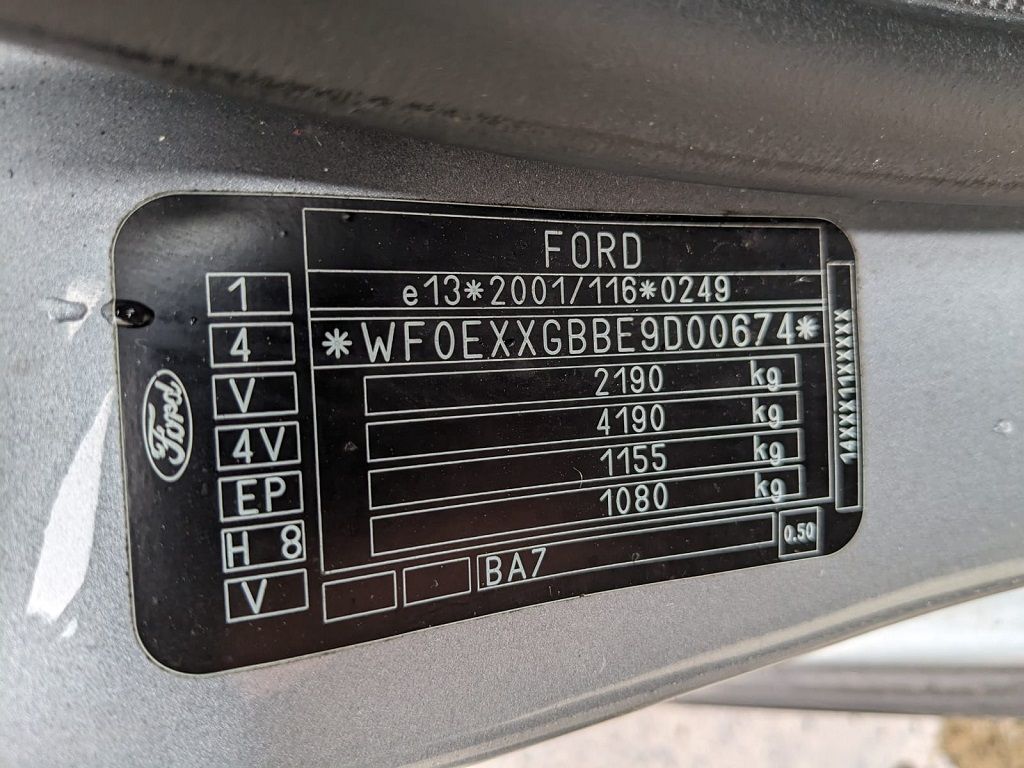 FORD
e13*2001/116*0249
*WF0EXXGBBE9D00674*
2190 kg
4190 kg
1155 kg
1080 kg
1
4
V
4V
EP
H 8
V
BA7
0.50
14XXX11XXXXX
Ford